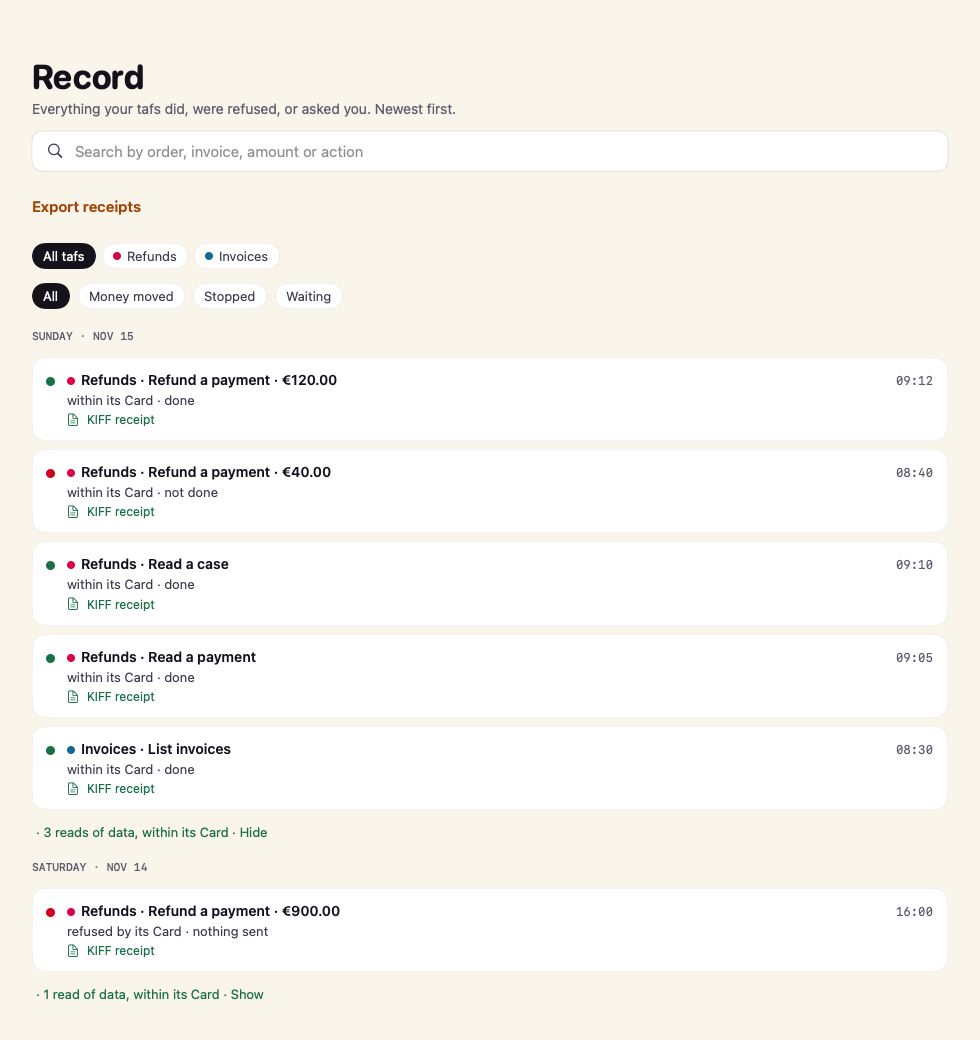 Record
Everything your tafs did, were refused, or asked you. Newest first.
Search by order, invoice, amount or action
Export receipts
All tafs Refunds Invoices
All Money moved Stopped Waiting
SUNDAY · NOV 15
Refunds · Refund a payment · €120.00 09:12
within its Card · done
KIFF receipt
Refunds · Refund a payment · €40.00 08:40
within its Card · not done
KIFF receipt
Refunds · Read a case 09:10
within its Card · done
KIFF receipt
Refunds · Read a payment 09:05
within its Card · done
KIFF receipt
Invoices · List invoices 08:30
within its Card · done
KIFF receipt
· 3 reads of data, within its Card · Hide
SATURDAY · NOV 14
Refunds · Refund a payment · €900.00 16:00
refused by its Card · nothing sent
KIFF receipt
· 1 read of data, within its Card · Show